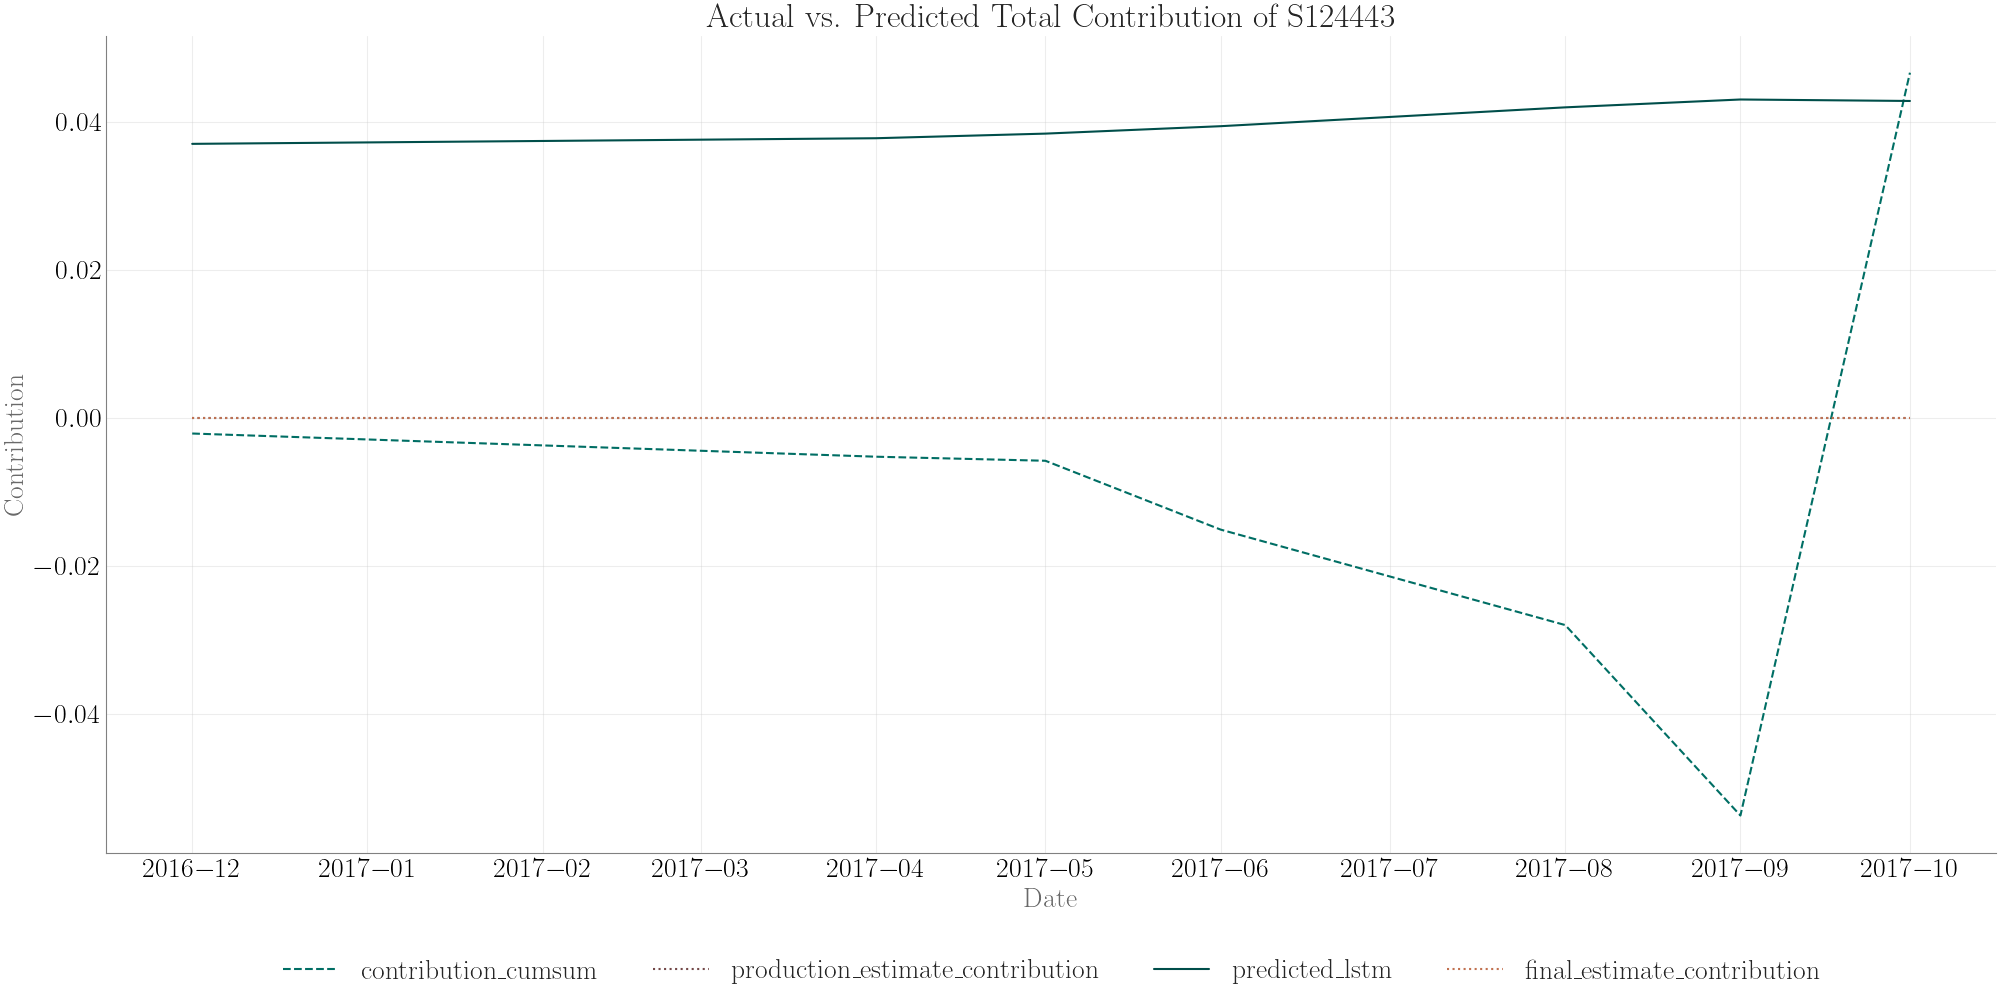 Actual vs. Predicted Total Contribution of S124443
Contribution
0.04
0.02
0.00
−0.02
−0.04
2016−12 2017−01 2017−02 2017−03 2017−04 2017−05 2017−06 2017−07 2017−08 2017−09 2017−10
Date
contribution_cumsum production_estimate_contribution predicted_lstm final_estimate_contribution